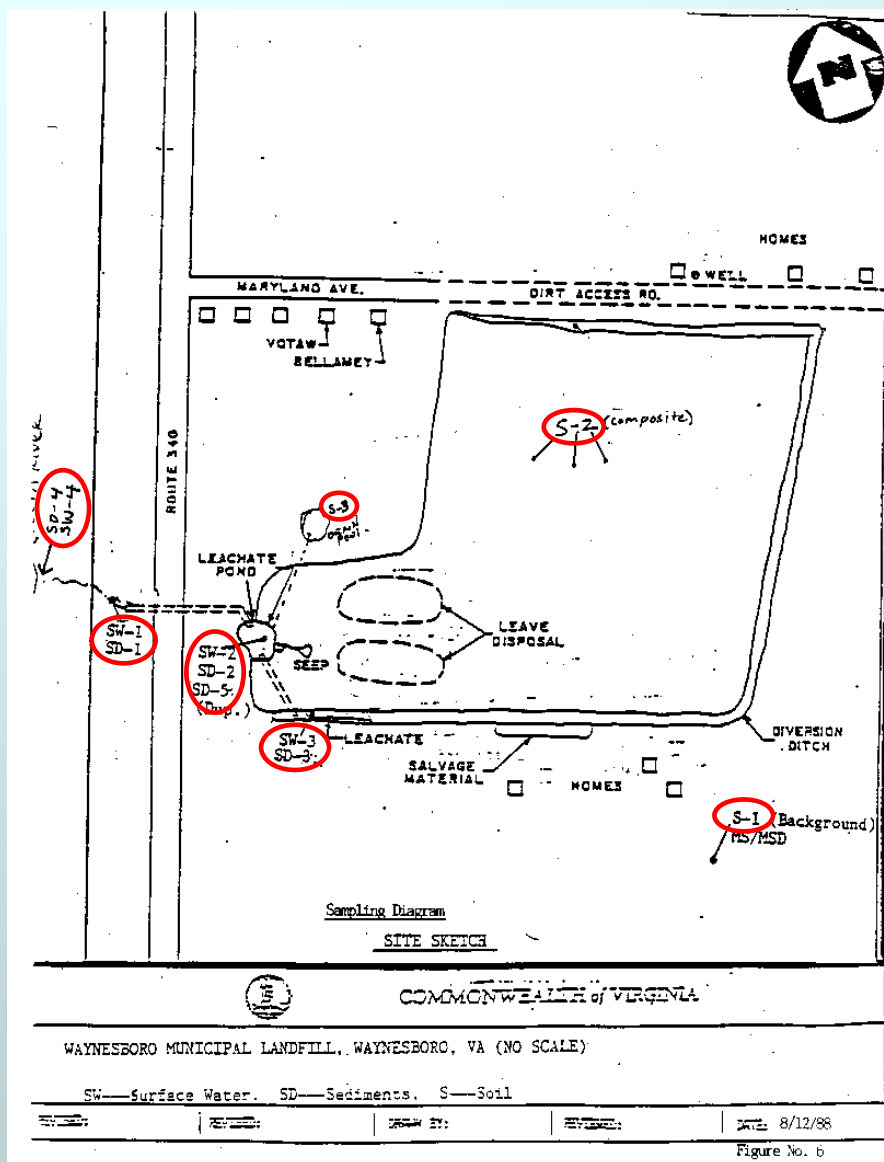 N
HOMES
WELL
MARYLAND AVE.
DIRT ACCESS RD.
VOTAW
BELLAMEY
S-2 (composite)
RIVER
SD-4
SW-4
ROUTE 340
S-3
LEACHATE
POND
SW-1
SD-1
SW-2
SD-2
SD-5
(Dup.)
SEEP
LEAVE
DISPOSAL
SW-3
SD-3
LEACHATE
SALVAGE
MATERIAL
HOMES
DIVERSION
DITCH
S-1 (Background)
MS/MSD
Sampling Diagram
SITE SKETCH
COMMONWEALTH of VIRGINIA
WAYNESBORO MUNICIPAL LANDFILL, WAYNESBORO, VA (NO SCALE)
SW---Surface Water. SD---Sediments. S---Soil
DATE: 8/12/88
Figure No. 6